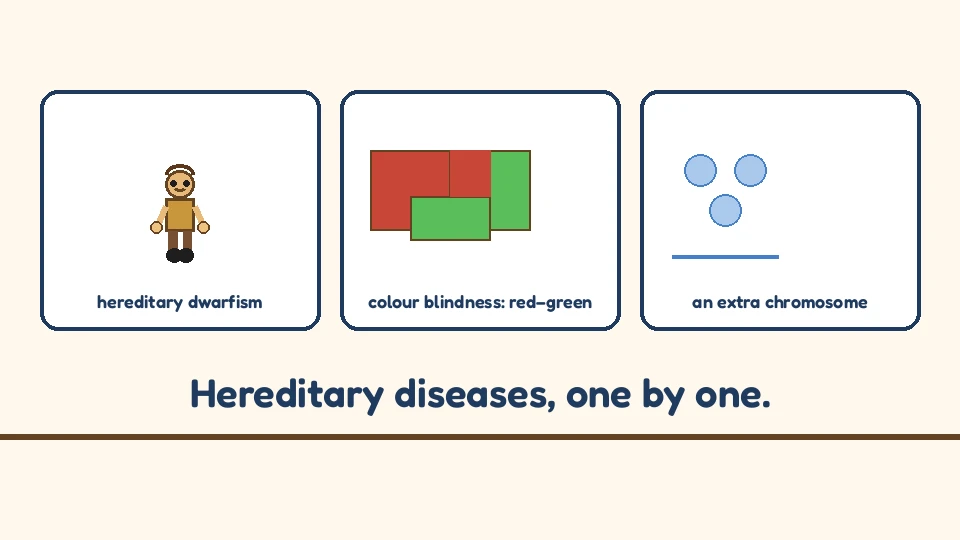 hereditary dwarfism
colour blindness: red–green
an extra chromosome
Hereditary diseases, one by one.